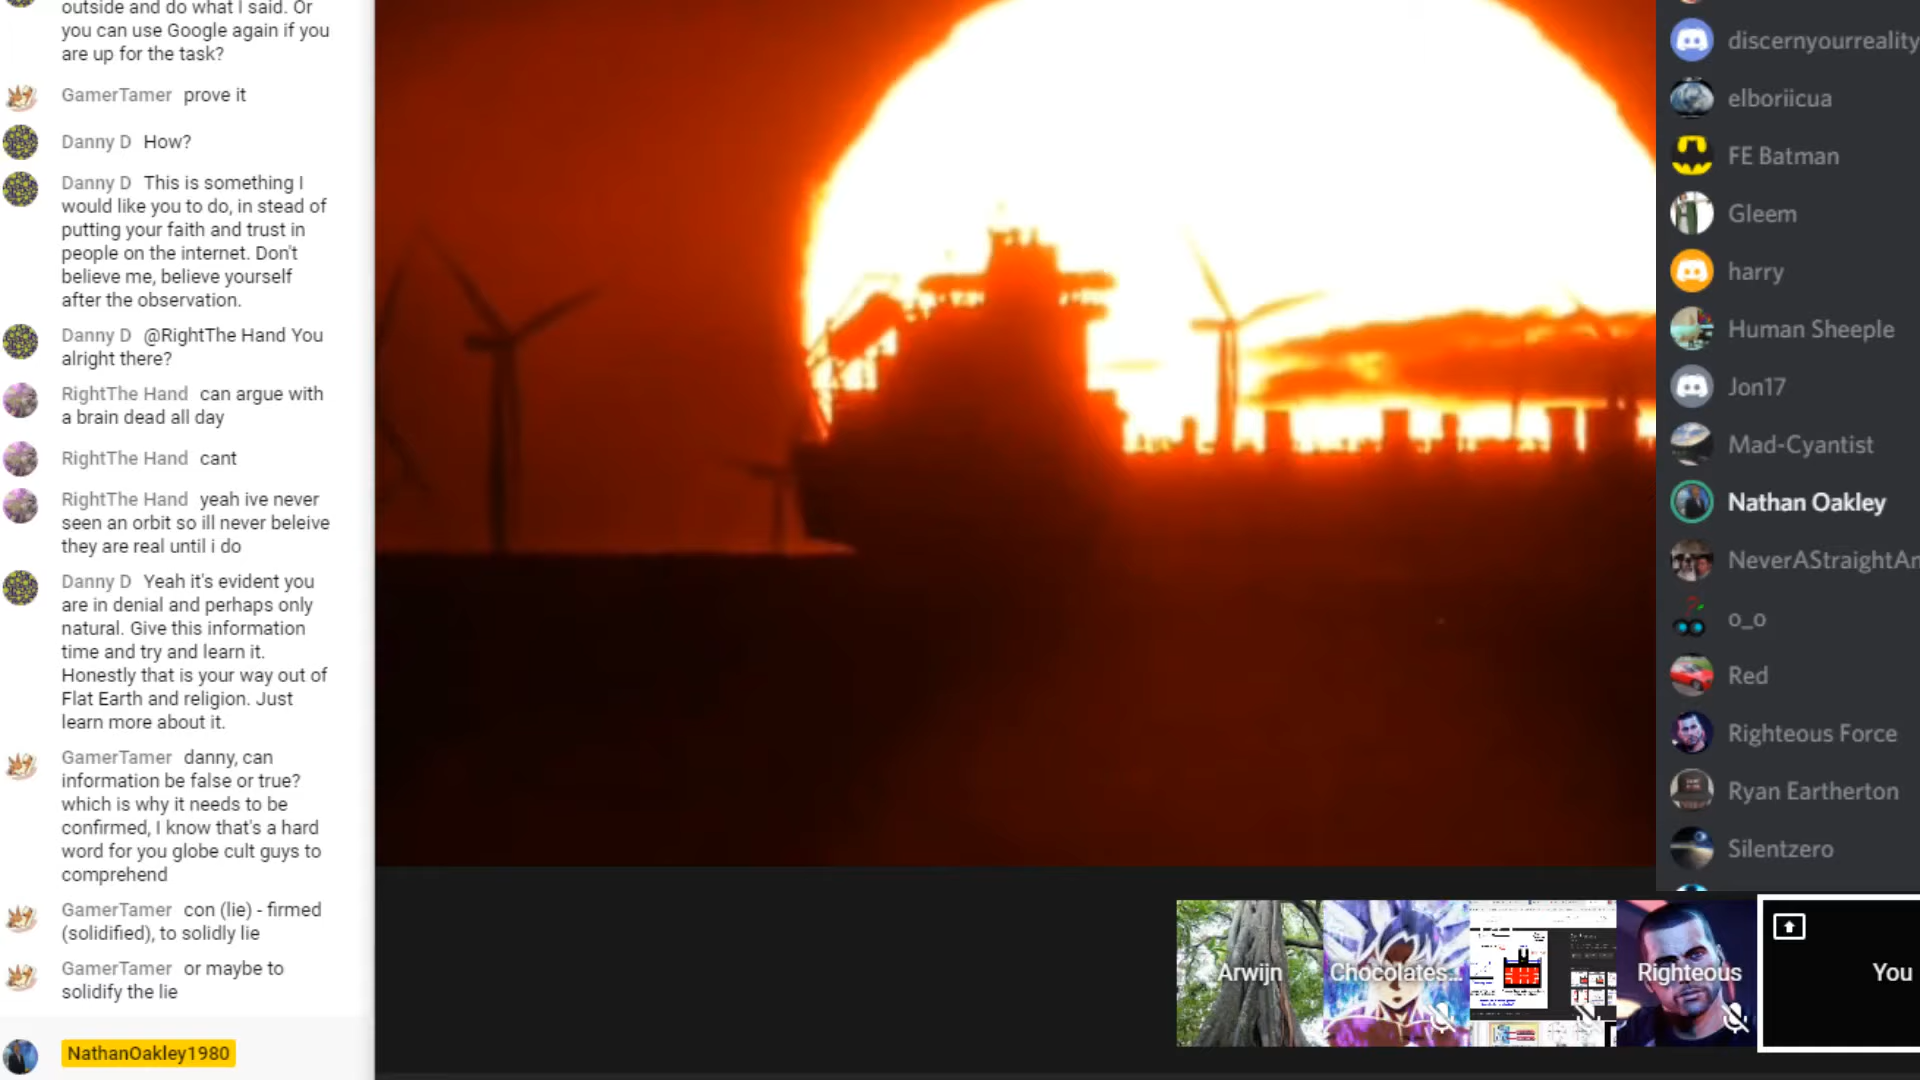 outside and do what I said. Or
you can use Google again if you
are up for the task?
GamerTamer prove it
Danny D How?
Danny D This is something I
would like you to do, in stead of
putting your faith and trust in
people on the internet. Don't
believe me, believe yourself
after the observation.
Danny D @RightThe Hand You
alright there?
RightThe Hand can argue with
a brain dead all day
RightThe Hand cant
RightThe Hand yeah ive never
seen an orbit so ill never beleive
they are real until i do
Danny D Yeah it's evident you
are in denial and perhaps only
natural. Give this information
time and try and learn it.
Honestly that is your way out of
Flat Earth and religion. Just
learn more about it.
GamerTamer danny, can
information be false or true?
which is why it needs to be
confirmed, I know that's a hard
word for you globe cult guys to
comprehend
GamerTamer con (lie) - firmed
(solidified), to solidly lie
GamerTamer or maybe to
solidify the lie
NathanOakley1980
discernyourreality
elboriicua
FE Batman
Gleem
harry
Human Sheeple
Jon17
Mad-Cyantist
Nathan Oakley
NeverAStraightAn
o_o
Red
Righteous Force
Ryan Eartherton
Silentzero
Arwijn
Chocolates...
Righteous
You